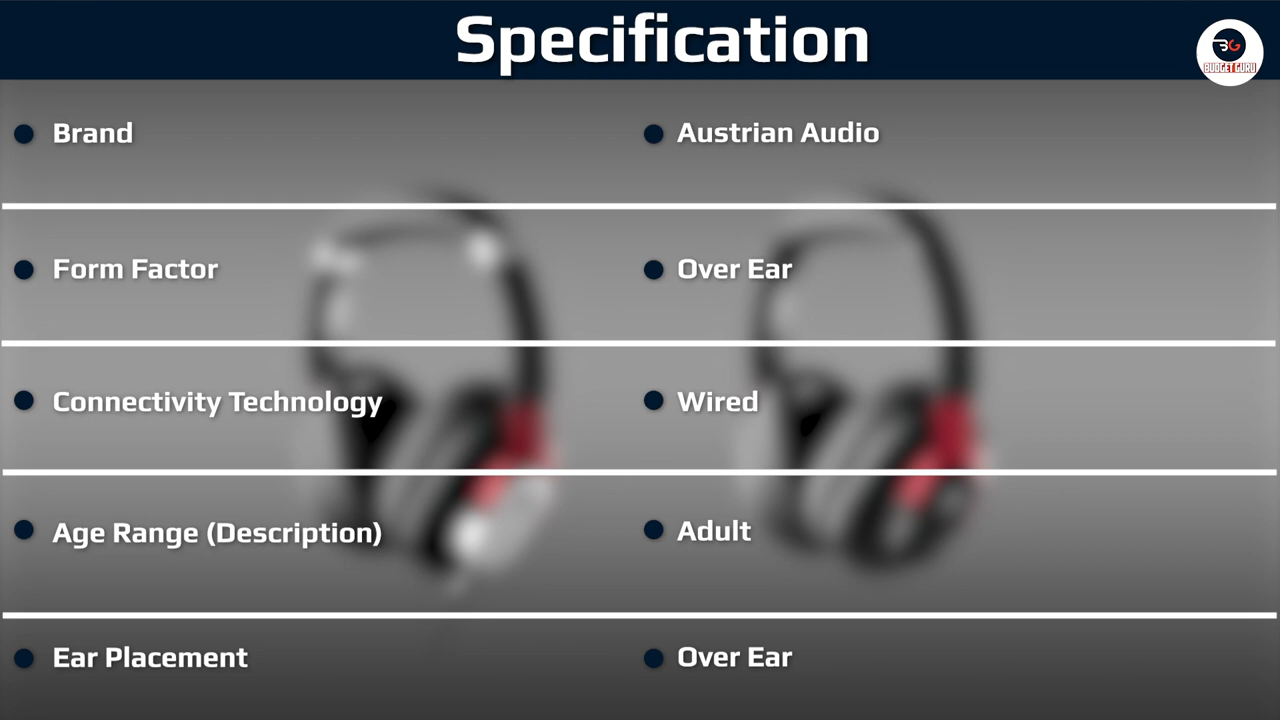 Specification
BG
BUDGET GURU
Brand
Austrian Audio
Form Factor
Over Ear
Connectivity Technology
Wired
Age Range (Description)
Adult
Ear Placement
Over Ear